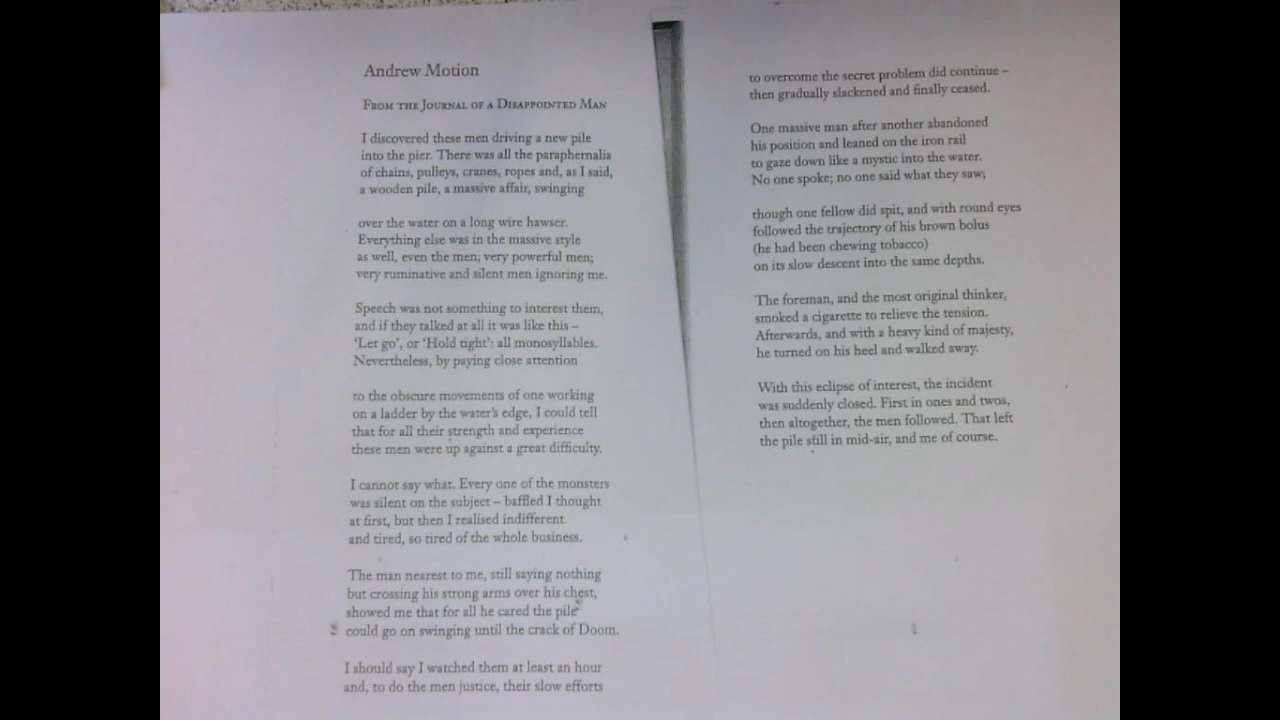 Andrew Motion
FROM THE JOURNAL OF A DISAPPOINTED MAN
I discovered these men driving a new pile
into the pier. There was all the paraphernalia
of chains, pulleys, cranes, ropes and, as I said,
a wooden pile, a massive affair, swinging
over the water on a long wire hawser.
Everything else was in the massive style
as well, even the men; very powerful men;
very ruminative and silent men ignoring me.
Speech was not something to interest them,
and if they talked at all it was like this –
‘Let go’, or ‘Hold tight’: all monosyllables.
Nevertheless, by paying close attention
to the obscure movements of one working
on a ladder by the water’s edge, I could tell
that for all their strength and experience
these men were up against a great difficulty.
I cannot say what. Every one of the monsters
was silent on the subject – baffled I thought
at first, but then I realised indifferent
and tired, so tired of the whole business.
The man nearest to me, still saying nothing
but crossing his strong arms over his chest,
showed me that for all he cared the pile
could go on swinging until the crack of Doom.
I should say I watched them at least an hour
and, to do the men justice, their slow efforts
to overcome the secret problem did continue –
then gradually slackened and finally ceased.
One massive man after another abandoned
his position and leaned on the iron rail
to gaze down like a mystic into the water.
No one spoke; no one said what they saw;
though one fellow did spit, and with round eyes
followed the trajectory of his brown bolus
(he had been chewing tobacco)
on its slow descent into the same depths.
The foreman, and the most original thinker,
smoked a cigarette to relieve the tension.
Afterwards, and with a heavy kind of majesty,
he turned on his heel and walked away.
With this eclipse of interest, the incident
was suddenly closed. First in ones and twos,
then altogether, the men followed. That left
the pile still in mid-air, and me of course.